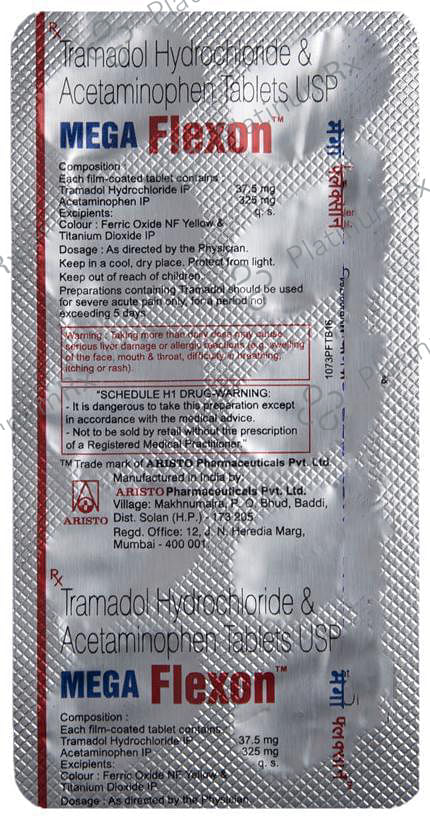 Rx
Tramadol Hydrochloride &
Acetaminophen Tablets USP
MEGA Flexon™
मेगा फ्लेक्सॉन
Composition :
Each film-coated tablet contains :
Tramadol Hydrochloride IP 37.5 mg
Acetaminophen IP 325 mg
Excipients: q. s.
Colour : Ferric Oxide NF Yellow &
Titanium Dioxide IP
Dosage : As directed by the Physician.
Keep in a cool, dry place. Protect from light.
Keep out of reach of children.
Preparations containing Tramadol should be used
for severe acute pain only, for a period not
exceeding 5 days
Warning : Taking more than daily dose may cause
serious liver damage or allergic reactions (e.g. swelling
of the face, mouth & throat, difficulty in breathing,
itching or rash).
1073PFTB16
"SCHEDULE H1 DRUG-WARNING:
- It is dangerous to take this preparation except
in accordance with the medical advice.
- Not to be sold by retail without the prescription
of a Registered Medical Practitioner."
™Trade mark of ARISTO Pharmaceuticals Pvt. Ltd.
Manufactured in India by:
ARISTO Pharmaceuticals Pvt. Ltd.
Village: Makhnumajra, P. O. Bhud, Baddi,
Dist. Solan (H.P.) - 173 205.
Regd. Office: 12, J. N. Heredia Marg,
Mumbai - 400 001.
ARISTO
Rx
Tramadol Hydrochloride &
Acetaminophen Tablets USP
MEGA Flexon™
मेगा फ्लेक्सॉन
Composition :
Each film-coated tablet contains :
Tramadol Hydrochloride IP 37.5 mg
Acetaminophen IP 325 mg
Excipients: q. s.
Colour : Ferric Oxide NF Yellow &
Titanium Dioxide IP
Dosage : As directed by the Physician.
PlatinumRx